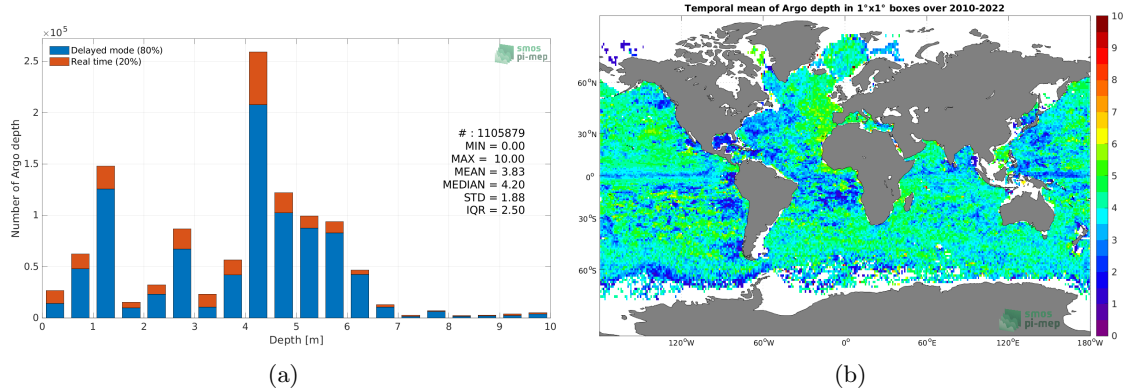 ×10⁵
Delayed mode (80%)
Real time (20%)
smos
pi-mep
Number of Argo depth
2.5
2
1.5
1
0.5
0
# : 1105879
MIN = 0.00
MAX = 10.00
MEAN = 3.83
MEDIAN = 4.20
STD = 1.88
IQR = 2.50
0 1 2 3 4 5 6 7 8 9 10
Depth [m]
(a)
Temporal mean of Argo depth in 1°x1° boxes over 2010-2022
60°N
30°N
0°
30°S
60°S
120°W 60°W 0° 60°E 120°E 180°W
smos
pi-mep
10
9
8
7
6
5
4
3
2
1
0
(b)